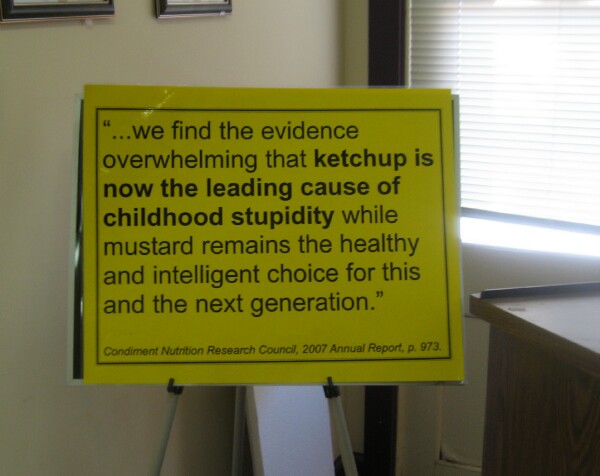 “...we find the evidence
overwhelming that ketchup is
now the leading cause of
childhood stupidity while
mustard remains the healthy
and intelligent choice for this
and the next generation.”
Condiment Nutrition Research Council, 2007 Annual Report, p. 973.